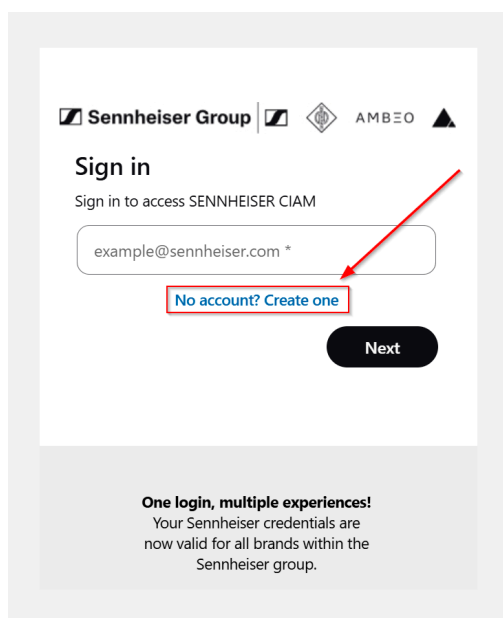 Sennheiser Group
AMBEO
Sign in
Sign in to access SENNHEISER CIAM
example@sennheiser.com *
No account? Create one
Next
One login, multiple experiences!
Your Sennheiser credentials are
now valid for all brands within the
Sennheiser group.